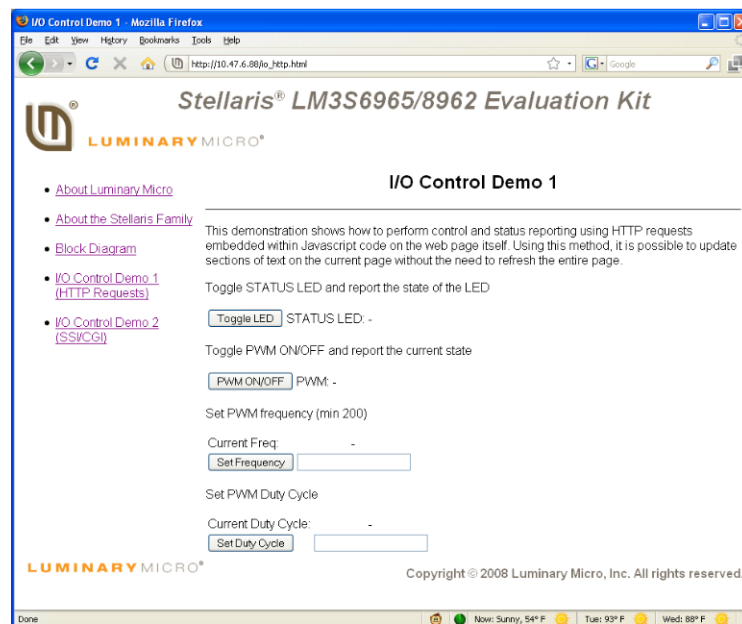 I/O Control Demo 1 - Mozilla Firefox
File Edit View History Bookmarks Tools Help
http://10.47.6.88/io_http.html
Google
Stellaris® LM3S6965/8962 Evaluation Kit
LUMINARY MICRO®
I/O Control Demo 1
• About Luminary Micro
• About the Stellaris Family
• Block Diagram
• I/O Control Demo 1
(HTTP Requests)
• I/O Control Demo 2
(SSI/CGI)
This demonstration shows how to perform control and status reporting using HTTP requests
embedded within Javascript code on the web page itself. Using this method, it is possible to update
sections of text on the current page without the need to refresh the entire page.
Toggle STATUS LED and report the state of the LED
Toggle LED STATUS LED: -
Toggle PWM ON/OFF and report the current state
PWM ON/OFF PWM: -
Set PWM frequency (min 200)
Current Freq: -
Set Frequency
Set PWM Duty Cycle
Current Duty Cycle: -
Set Duty Cycle
LUMINARY MICRO®
Copyright © 2008 Luminary Micro, Inc. All rights reserved.
Done Now: Sunny, 54° F Tue: 93° F Wed: 88° F